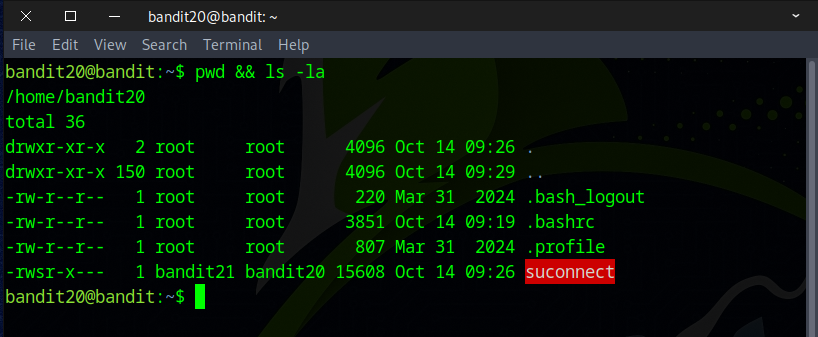 bandit20@bandit: ~
File Edit View Search Terminal Help
bandit20@bandit:~$ pwd && ls -la
/home/bandit20
total 36
drwxr-xr-x   2 root     root      4096 Oct 14 09:26 .
drwxr-xr-x 150 root     root      4096 Oct 14 09:29 ..
-rw-r--r--   1 root     root       220 Mar 31  2024 .bash_logout
-rw-r--r--   1 root     root      3851 Oct 14 09:19 .bashrc
-rw-r--r--   1 root     root       807 Mar 31  2024 .profile
-rwsr-x---   1 bandit21 bandit20 15608 Oct 14 09:26 suconnect
bandit20@bandit:~$